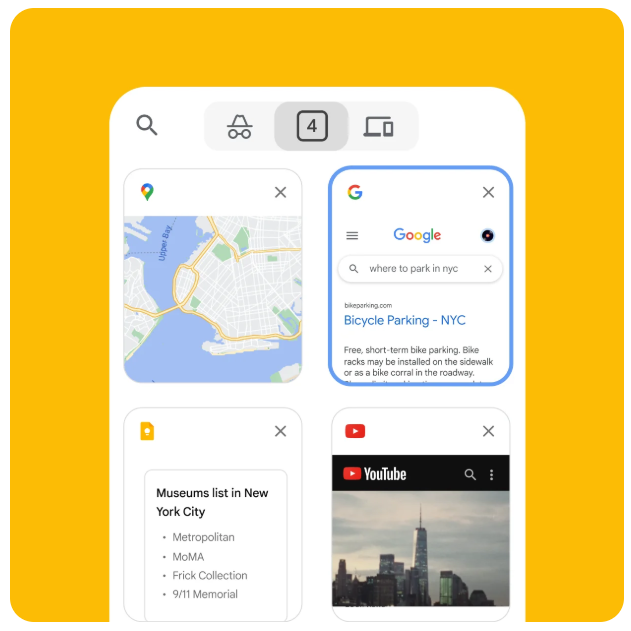 4
Upper Bay
Google
where to park in nyc
bikeparking.com
Bicycle Parking - NYC
Free, short-term bike parking. Bike
racks may be installed on the sidewalk
or as a bike corral in the roadway.
Museums list in New
York City
• Metropolitan
• MoMA
• Frick Collection
• 9/11 Memorial
YouTube